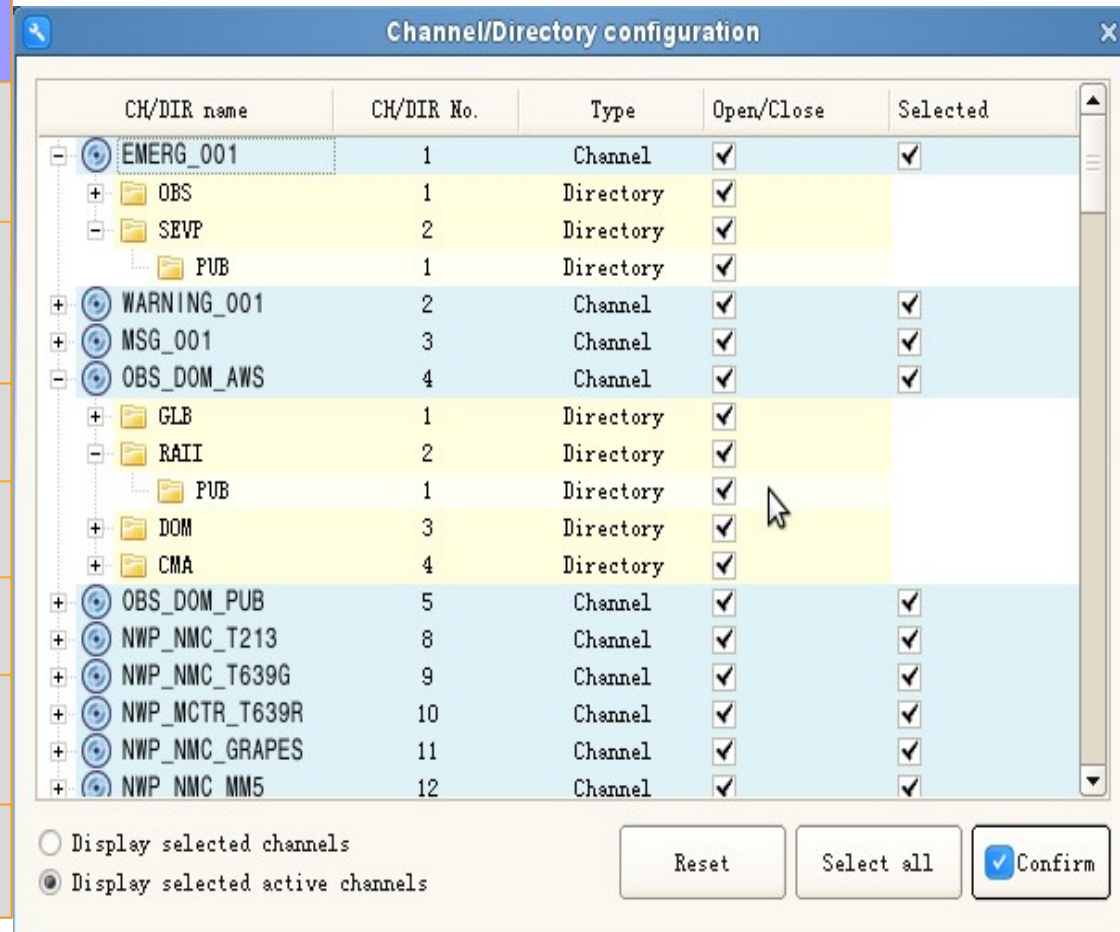 Channel/Directory configuration
CH/DIR name CH/DIR No. Type Open/Close Selected
EMERG_001 1 Channel
OBS 1 Directory
SEVP 2 Directory
PUB 1 Directory
WARNING_001 2 Channel
MSG_001 3 Channel
OBS_DOM_AWS 4 Channel
GLB 1 Directory
RAII 2 Directory
PUB 1 Directory
DOM 3 Directory
CMA 4 Directory
OBS_DOM_PUB 5 Channel
NWP_NMC_T213 8 Channel
NWP_NMC_T639G 9 Channel
NWP_MCTR_T639R 10 Channel
NWP_NMC_GRAPES 11 Channel
NWP_NMC_MM5 12 Channel
Display selected channels
Display selected active channels
Reset Select all Confirm